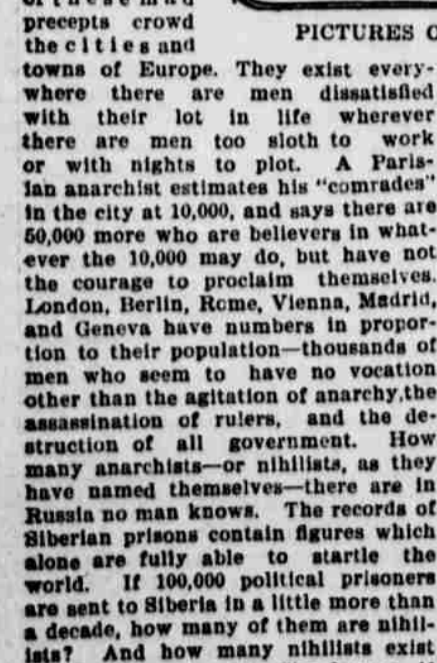 of these mad
precepts crowd
the cities and
PICTURES O
towns of Europe. They exist every-
where there are men dissatisfied
with their lot in life wherever
there are men too sloth to work
or with nights to plot. A Paris-
ian anarchist estimates his "comrades"
in the city at 10,000, and says there are
50,000 more who are believers in what-
ever the 10,000 may do, but have not
the courage to proclaim themselves.
London, Berlin, Rome, Vienna, Madrid,
and Geneva have numbers in propor-
tion to their population—thousands of
men who seem to have no vocation
other than the agitation of anarchy,the
assassination of rulers, and the de-
struction of all government. How
many anarchists—or nihilists, as they
have named themselves—there are in
Russia no man knows. The records of
Siberian prisons contain figures which
alone are fully able to startle the
world. If 100,000 political prisoners
are sent to Siberia in a little more than
a decade, how many of them are nihil-
ists? And how many nihilists exist